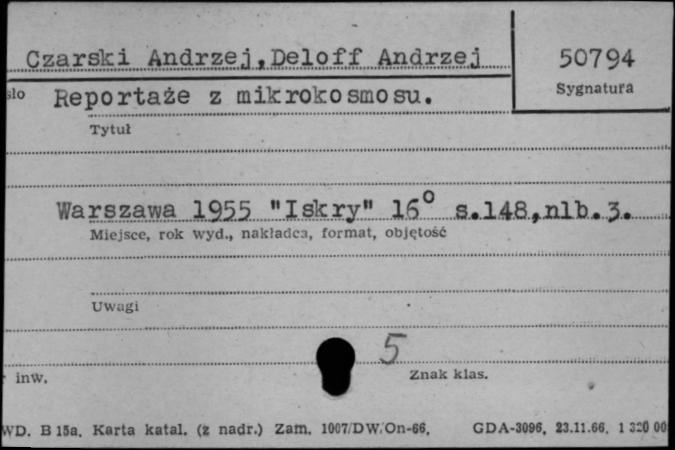 Czarski Andrzej,Deloff Andrzej
50794
Sygnatura
sło Reportaże z mikrokosmosu.
Tytuł
Warszawa 1955 "Iskry" 16° s.148,nlb.3.
Miejsce, rok wyd., nakładca, format, objętość
Uwagi
5
r inw.
Znak klas.
WD. B 15a. Karta katal. (z nadr.) Zam. 1007/DW/On-66. GDA-3096. 23.11.66. 1 320 00